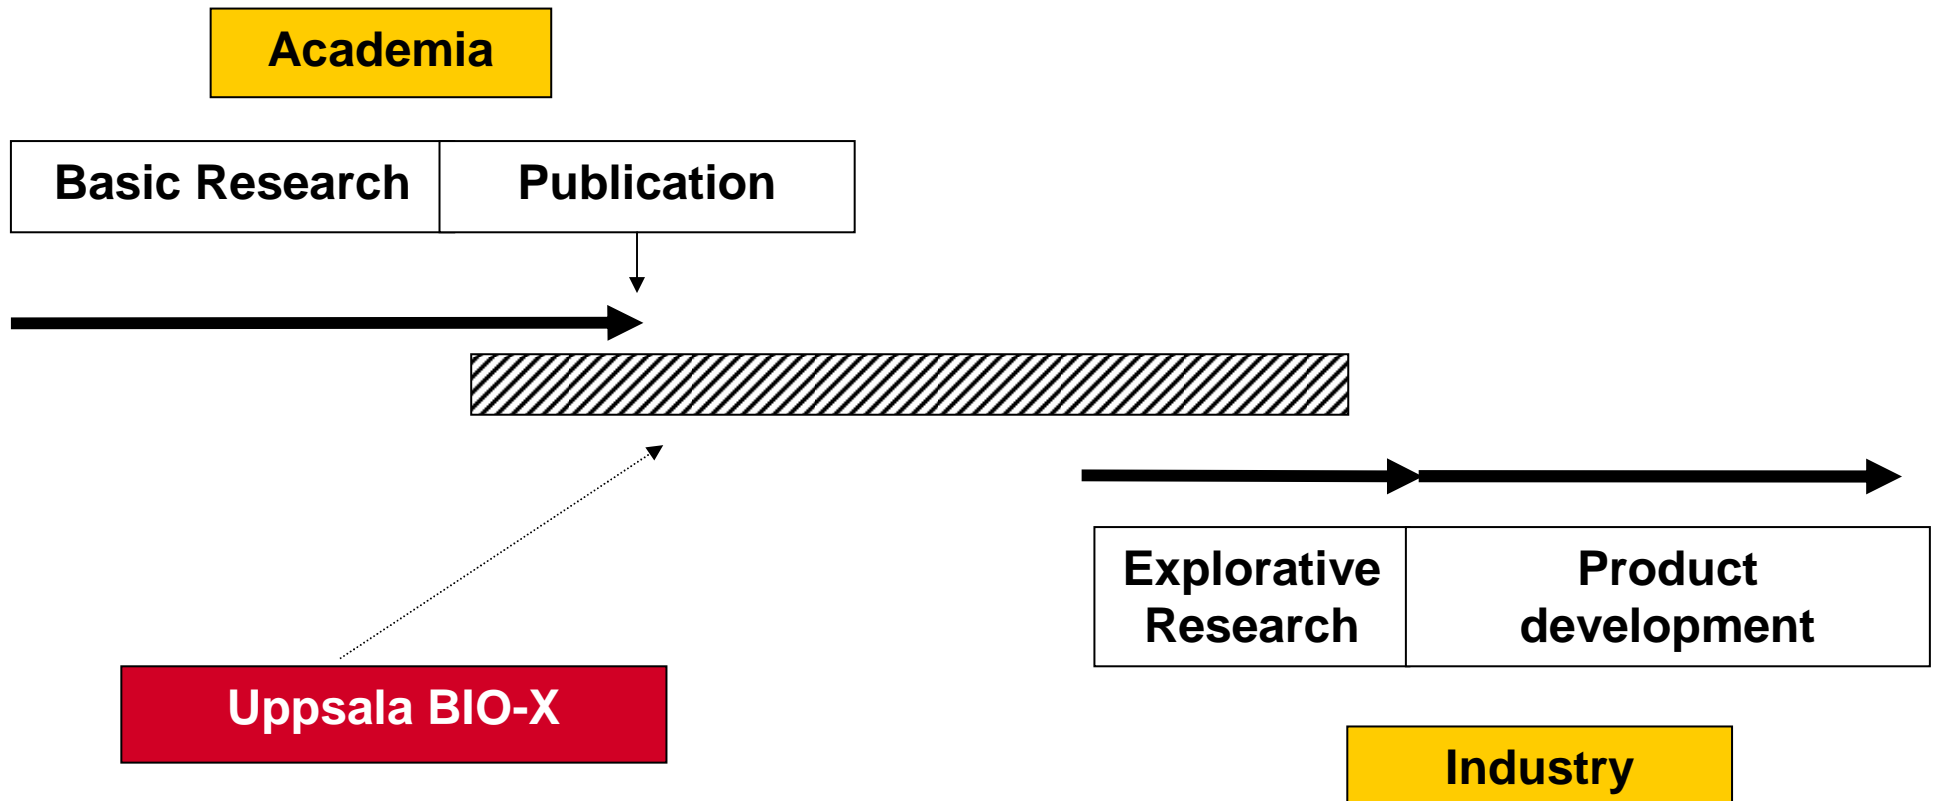 Academia
Basic Research
Publication
Explorative
Research
Product
development
Uppsala BIO-X
Industry